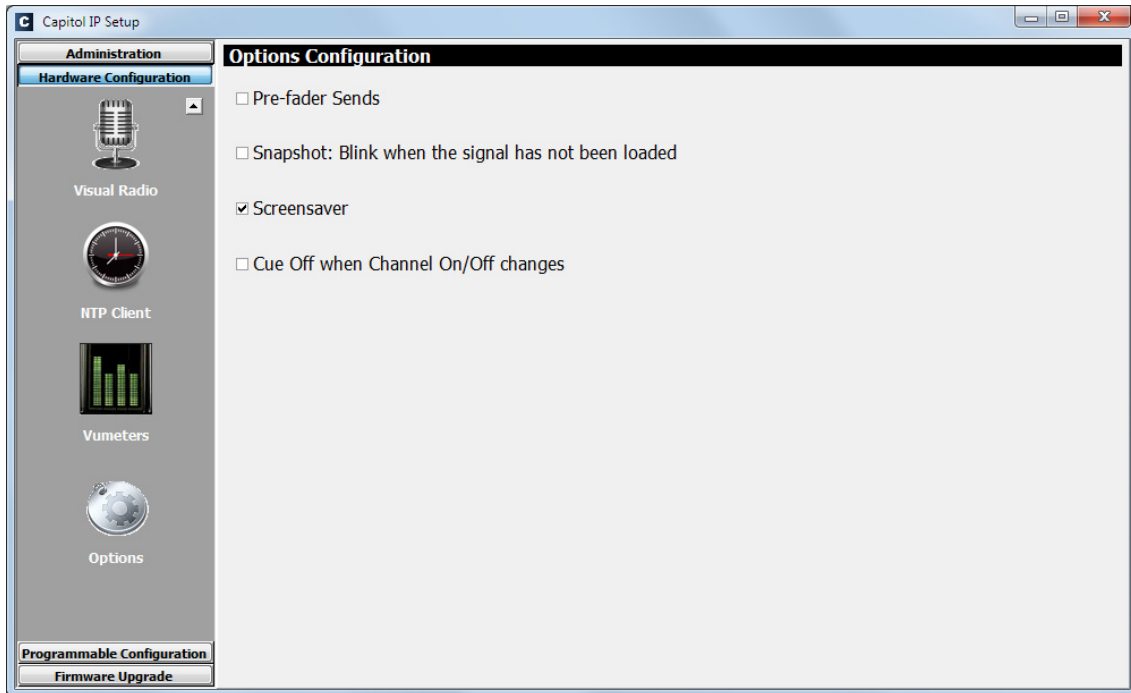 C Capitol IP Setup
Administration
Hardware Configuration
Visual Radio
NTP Client
Vumeters
Options
Programmable Configuration
Firmware Upgrade
Options Configuration
Pre-fader Sends
Snapshot: Blink when the signal has not been loaded
Screensaver
Cue Off when Channel On/Off changes